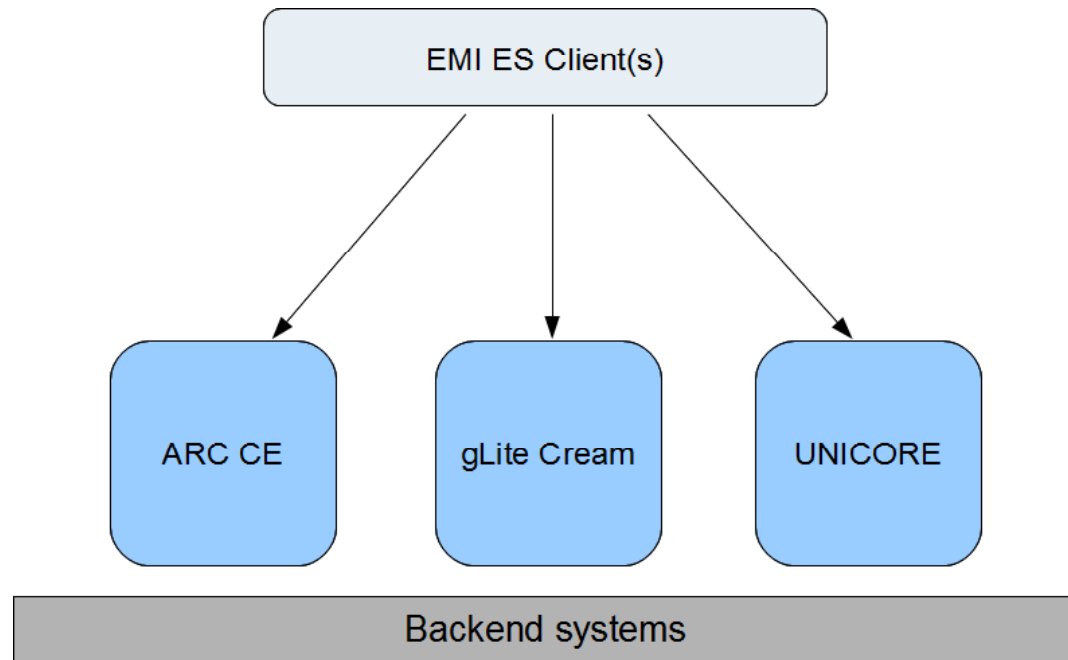 EMI ES Client(s)
ARC CE
gLite Cream
UNICORE
Backend systems